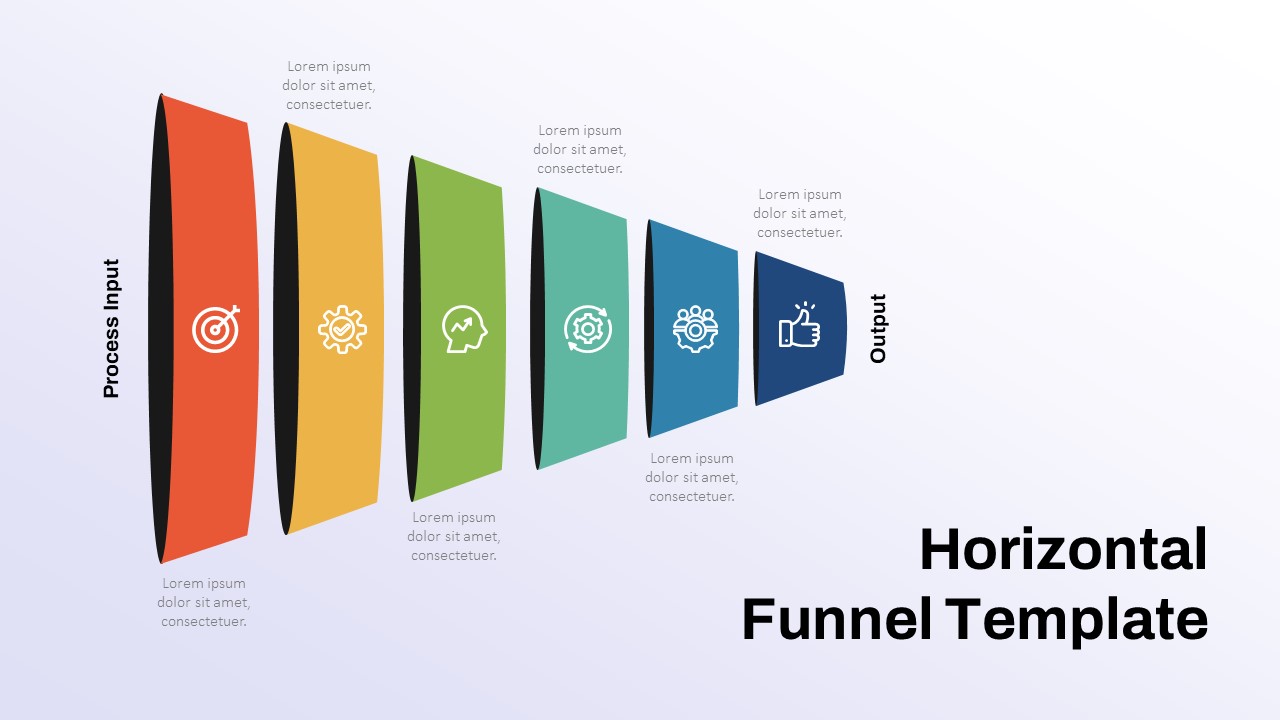 Process Input
Lorem ipsum
dolor sit amet,
consectetuer.
Lorem ipsum
dolor sit amet,
consectetuer.
Lorem ipsum
dolor sit amet,
consectetuer.
Lorem ipsum
dolor sit amet,
consectetuer.
Lorem ipsum
dolor sit amet,
consectetuer.
Lorem ipsum
dolor sit amet,
consectetuer.
Output
Horizontal
Funnel Template